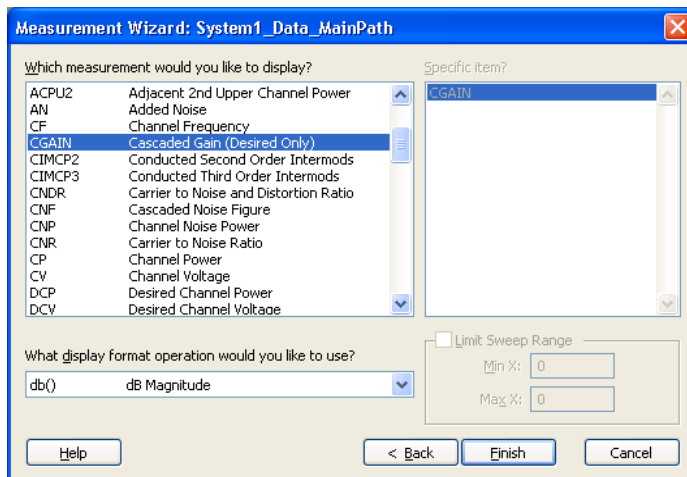 Measurement Wizard: System1_Data_MainPath
Which measurement would you like to display?
ACPU2 Adjacent 2nd Upper Channel Power
AN Added Noise
CF Channel Frequency
CGAIN Cascaded Gain (Desired Only)
CIMCP2 Conducted Second Order Intermods
CIMCP3 Conducted Third Order Intermods
CNDR Carrier to Noise and Distortion Ratio
CNF Cascaded Noise Figure
CNP Channel Noise Power
CNR Carrier to Noise Ratio
CP Channel Power
CV Channel Voltage
DCP Desired Channel Power
DCV Desired Channel Voltage
Specific item?
CGAIN
What display format operation would you like to use?
db() dB Magnitude
Limit Sweep Range
Min X: 0
Max X: 0
Help
< Back
Finish
Cancel